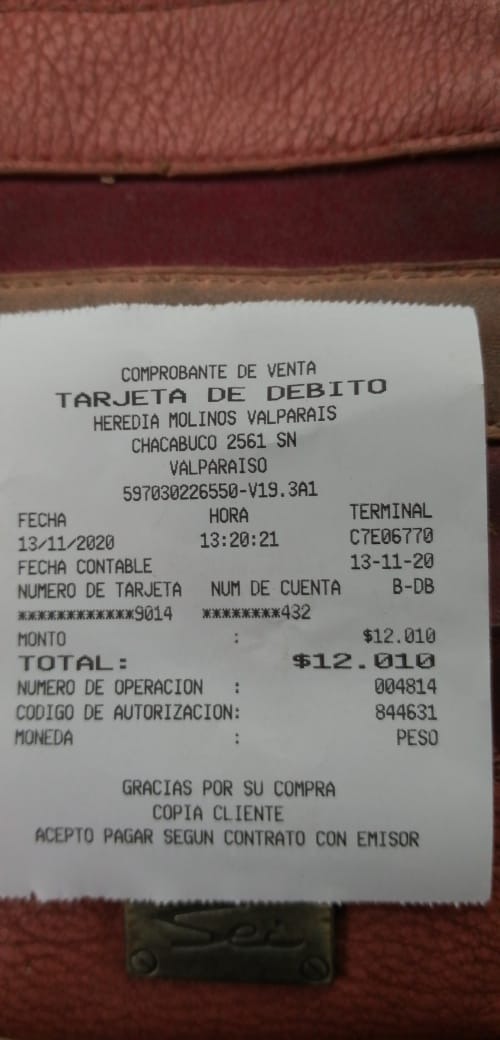 COMPROBANTE DE VENTA
TARJETA DE DEBITO
HEREDIA MOLINOS VALPARAIS
CHACABUCO 2561 SN
VALPARAISO
597030226550-V19.3A1
FECHA HORA TERMINAL
13/11/2020 13:20:21 C7E06770
FECHA CONTABLE 13-11-20
NUMERO DE TARJETA NUM DE CUENTA B-DB
************9014 ********432
MONTO : $12.010
TOTAL: $12.010
NUMERO DE OPERACION : 004814
CODIGO DE AUTORIZACION: 844631
MONEDA : PESO
GRACIAS POR SU COMPRA
COPIA CLIENTE
ACEPTO PAGAR SEGUN CONTRATO CON EMISOR